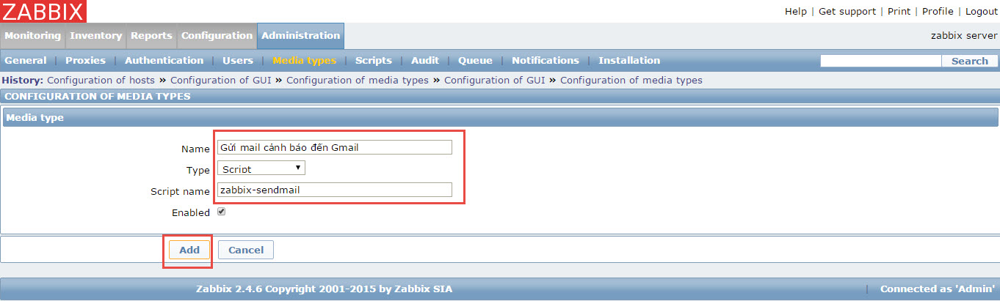 ZABBIX
Help | Get support | Print | Profile | Logout
Monitoring Inventory Reports Configuration Administration
zabbix server
General | Proxies | Authentication | Users | Media types | Scripts | Audit | Queue | Notifications | Installation
Search
History: Configuration of hosts » Configuration of GUI » Configuration of media types » Configuration of GUI » Configuration of media types
CONFIGURATION OF MEDIA TYPES
Media type
Name Gửi mail cảnh báo đến Gmail
Type Script
Script name zabbix-sendmail
Enabled
Add Cancel
Zabbix 2.4.6 Copyright 2001-2015 by Zabbix SIA | Connected as 'Admin'